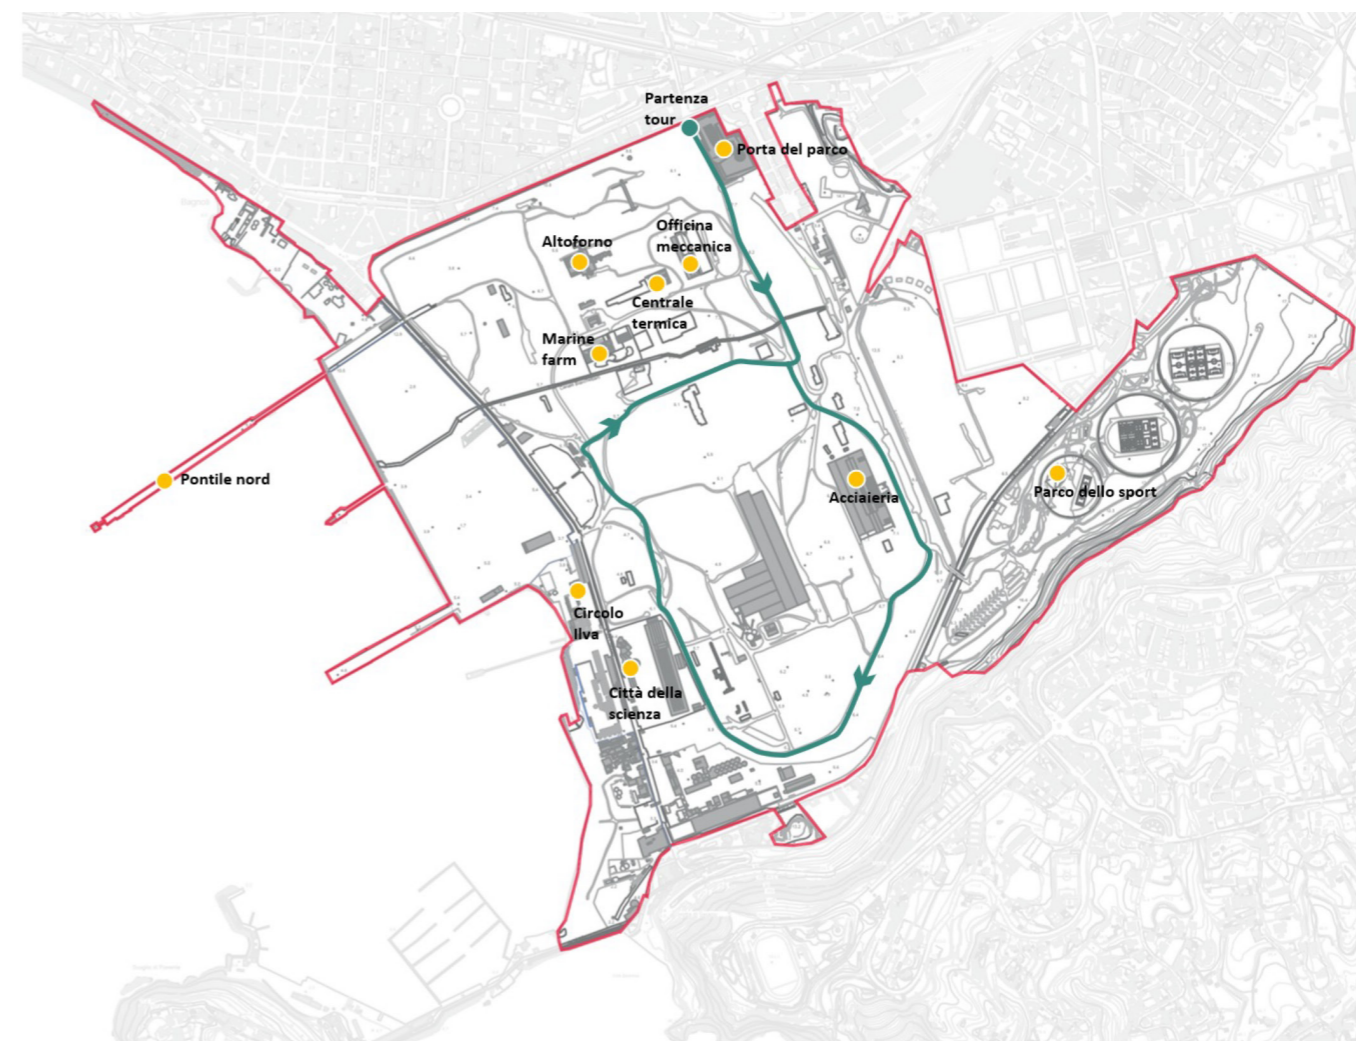 Partenza
tour
Porta del parco
Officina
meccanica
Altoforno
Centrale
termica
Marine
farm
Pontile nord
Acciaieria
Parco dello sport
Circolo
Ilva
Città della
scienza